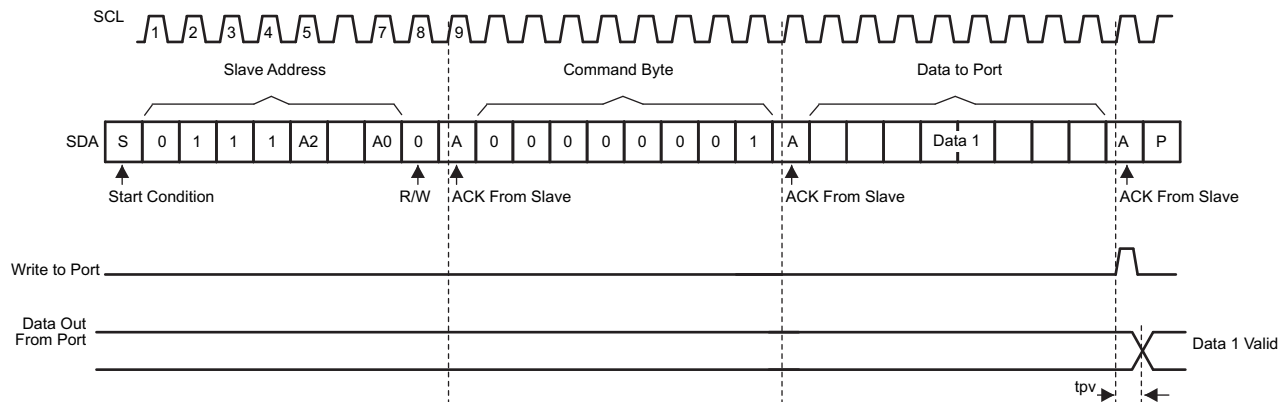 SCL
1 2 3 4 5 7 8 9
Slave Address Command Byte Data to Port
SDA S 0 1 1 1 A2 A0 0 A 0 0 0 0 0 0 0 1 A Data 1 A P
Start Condition R/W ACK From Slave ACK From Slave ACK From Slave
Write to Port
Data Out
From Port
Data 1 Valid
tpv